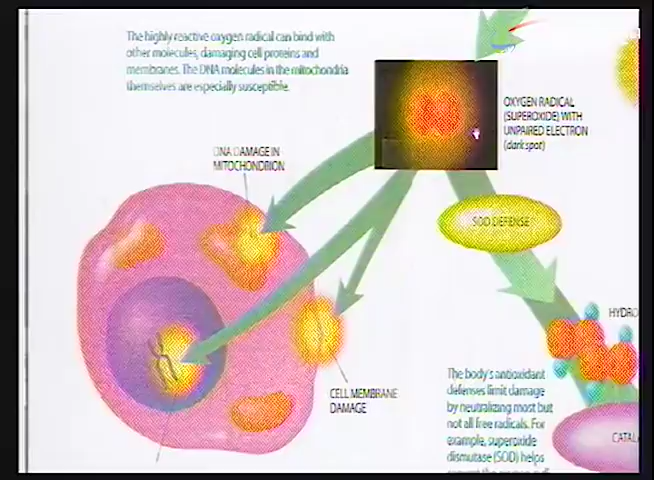 The highly reactive oxygen radical can bind with
other molecules, damaging cell proteins and
membranes. The DNA molecules in the mitochondria
themselves are especially susceptible.
OXYGEN RADICAL
(SUPEROXIDE) WITH
UNPAIRED ELECTRON
(dark spot)
DNA DAMAGE IN
MITOCHONDRION
SOD DEFENSE
HYDRO
CELL MEMBRANE
DAMAGE
The body's antioxidant
defenses limit damage
by neutralizing most but
not all free radicals. For
example, superoxide
dismutase (SOD) helps
CATAL